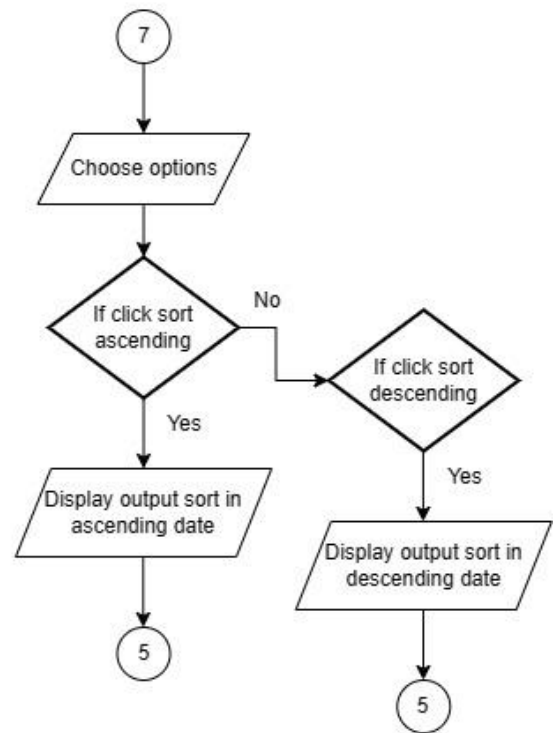 7
Choose options
If click sort
ascending
No
If click sort
descending
Yes
Yes
Display output sort in
ascending date
Display output sort in
descending date
5
5